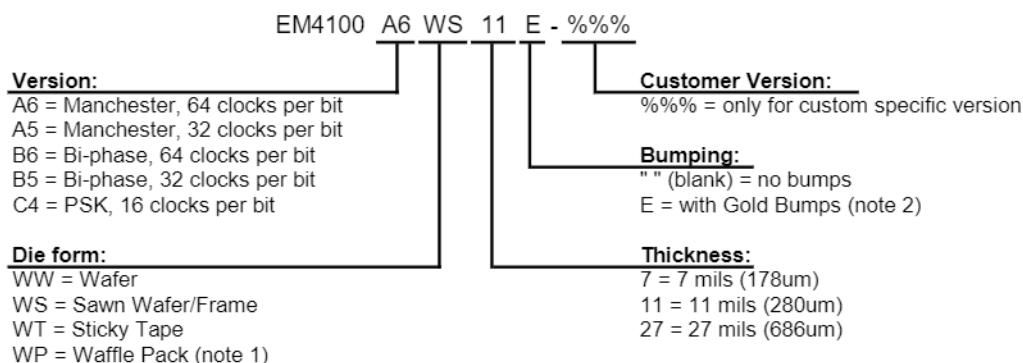 EM4100 A6 WS 11 E - %%%
Version:
A6 = Manchester, 64 clocks per bit
A5 = Manchester, 32 clocks per bit
B6 = Bi-phase, 64 clocks per bit
B5 = Bi-phase, 32 clocks per bit
C4 = PSK, 16 clocks per bit
Die form:
WW = Wafer
WS = Sawn Wafer/Frame
WT = Sticky Tape
WP = Waffle Pack (note 1)
Customer Version:
%%% = only for custom specific version
Bumping:
" " (blank) = no bumps
E = with Gold Bumps (note 2)
Thickness:
7 = 7 mils (178um)
11 = 11 mils (280um)
27 = 27 mils (686um)